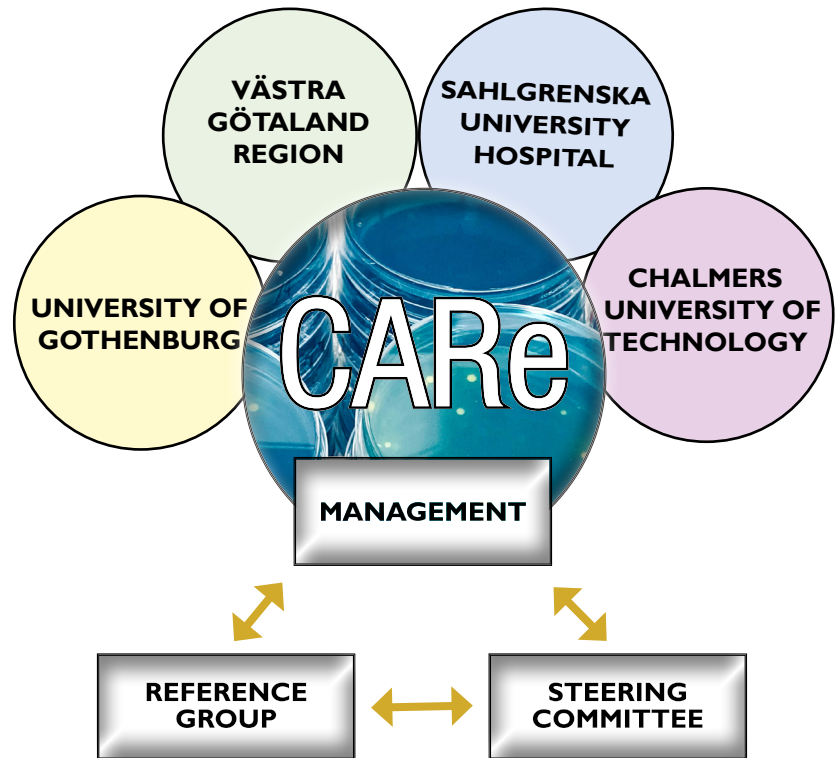 VÄSTRA
GÖTALAND
REGION
SAHLGRENSKA
UNIVERSITY
HOSPITAL
UNIVERSITY OF
GOTHENBURG
CHALMERS
UNIVERSITY OF
TECHNOLOGY
CARe
MANAGEMENT
REFERENCE
GROUP
STEERING
COMMITTEE